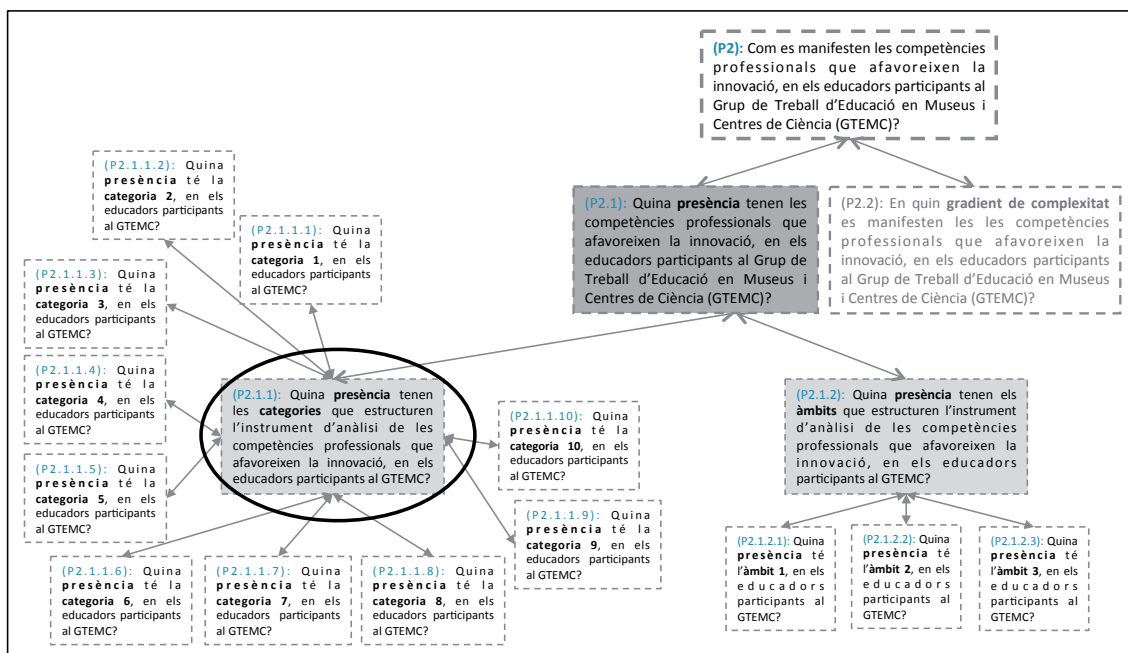 (P2): Com es manifesten les competències
professionals que afavoreixen la
innovació, en els educadors participants al
Grup de Treball d'Educació en Museus i
Centres de Ciència (GTEMC)?
(P2.1): Quina presència tenen les
competències professionals que
afavoreixen la innovació, en els
educadors participants al Grup de
Treball d'Educació en Museus i
Centres de Ciència (GTEMC)?
(P2.2): En quin gradient de complexitat
es manifesten les les competències
professionals que afavoreixen la
innovació, en els educadors participants
al Grup de Treball d'Educació en Museus
i Centres de Ciència (GTEMC)?
(P2.1.1.2): Quina
presència té la
categoria 2, en els
educadors participants
al GTEMC?
(P2.1.1.1): Quina
presència té la
categoria 1, en els
educadors participants
al GTEMC?
(P2.1.1.3): Quina
presència té la
categoria 3, en els
educadors participants
al GTEMC?
(P2.1.1.4): Quina
presència té la
categoria 4, en els
educadors participants
al GTEMC?
(P2.1.1.5): Quina
presència té la
categoria 5, en els
educadors participants
al GTEMC?
(P2.1.1): Quina presència tenen
les categories que estructuren
l'instrument d'anàlisi de les
competències professionals que
afavoreixen la innovació, en els
educadors participants al GTEMC?
(P2.1.1.10): Quina
presència té la
categoria 10, en els
educadors participants
al GTEMC?
(P2.1.1.9): Quina
presència té la
categoria 9, en els
educadors participants
al GTEMC?
(P2.1.1.6): Quina
presència té la
categoria 6, en els
educadors participants
al GTEMC?
(P2.1.1.7): Quina
presència té la
categoria 7, en els
educadors participants
al GTEMC?
(P2.1.1.8): Quina
presència té la
categoria 8, en els
educadors participants
al GTEMC?
(P2.1.2): Quina presència tenen els
àmbits que estructuren l'instrument
d'anàlisi de les competències
professionals que afavoreixen la
innovació, en els educadors
participants al GTEMC?
(P2.1.2.1): Quina
presència té
l'àmbit 1, en els
educadors
participants al
GTEMC?
(P2.1.2.2): Quina
presència té
l'àmbit 2, en els
educadors
participants al
GTEMC?
(P2.1.2.3): Quina
presència té
l'àmbit 3, en els
educadors
participants al
GTEMC?